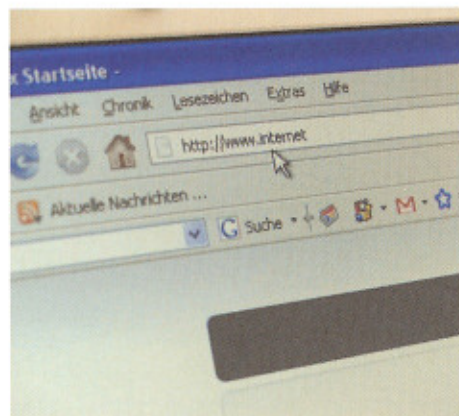 x Startseite -
Ansicht Chronik Lesezeichen Extras Hilfe
http://www.internet
Aktuelle Nachrichten ...
G Suche